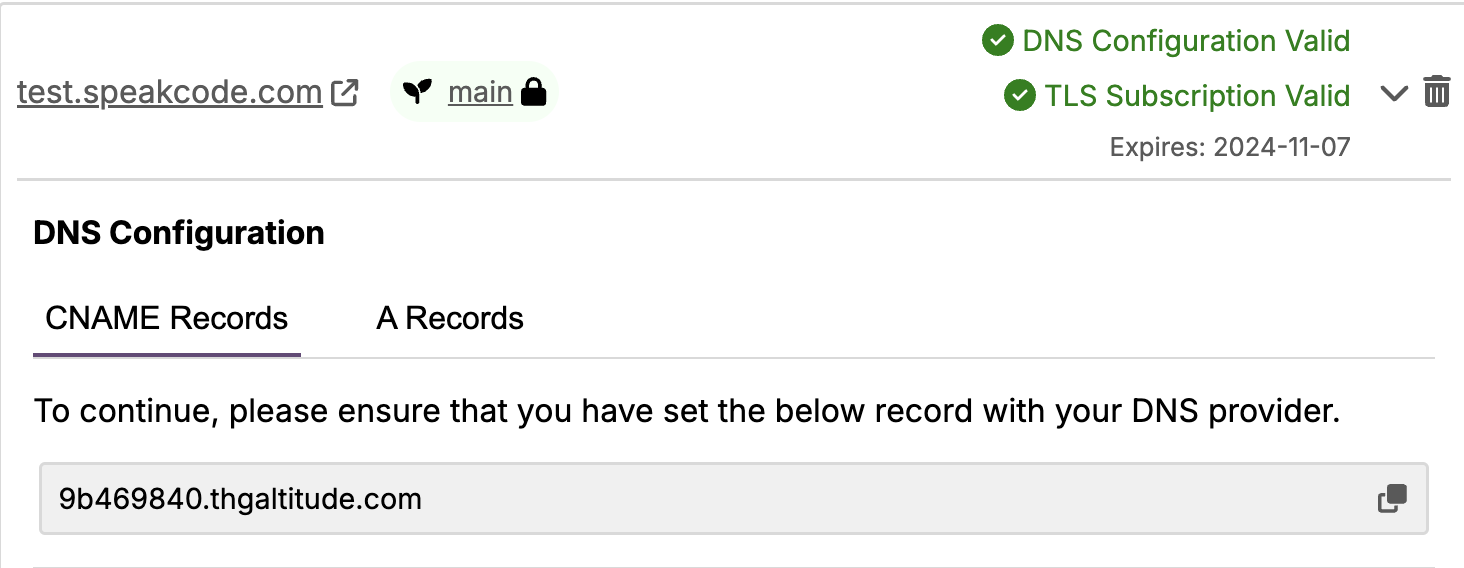 DNS Configuration Valid
test.speakcode.com main TLS Subscription Valid
Expires: 2024-11-07
DNS Configuration
CNAME Records A Records
To continue, please ensure that you have set the below record with your DNS provider.
9b469840.thgaltitude.com